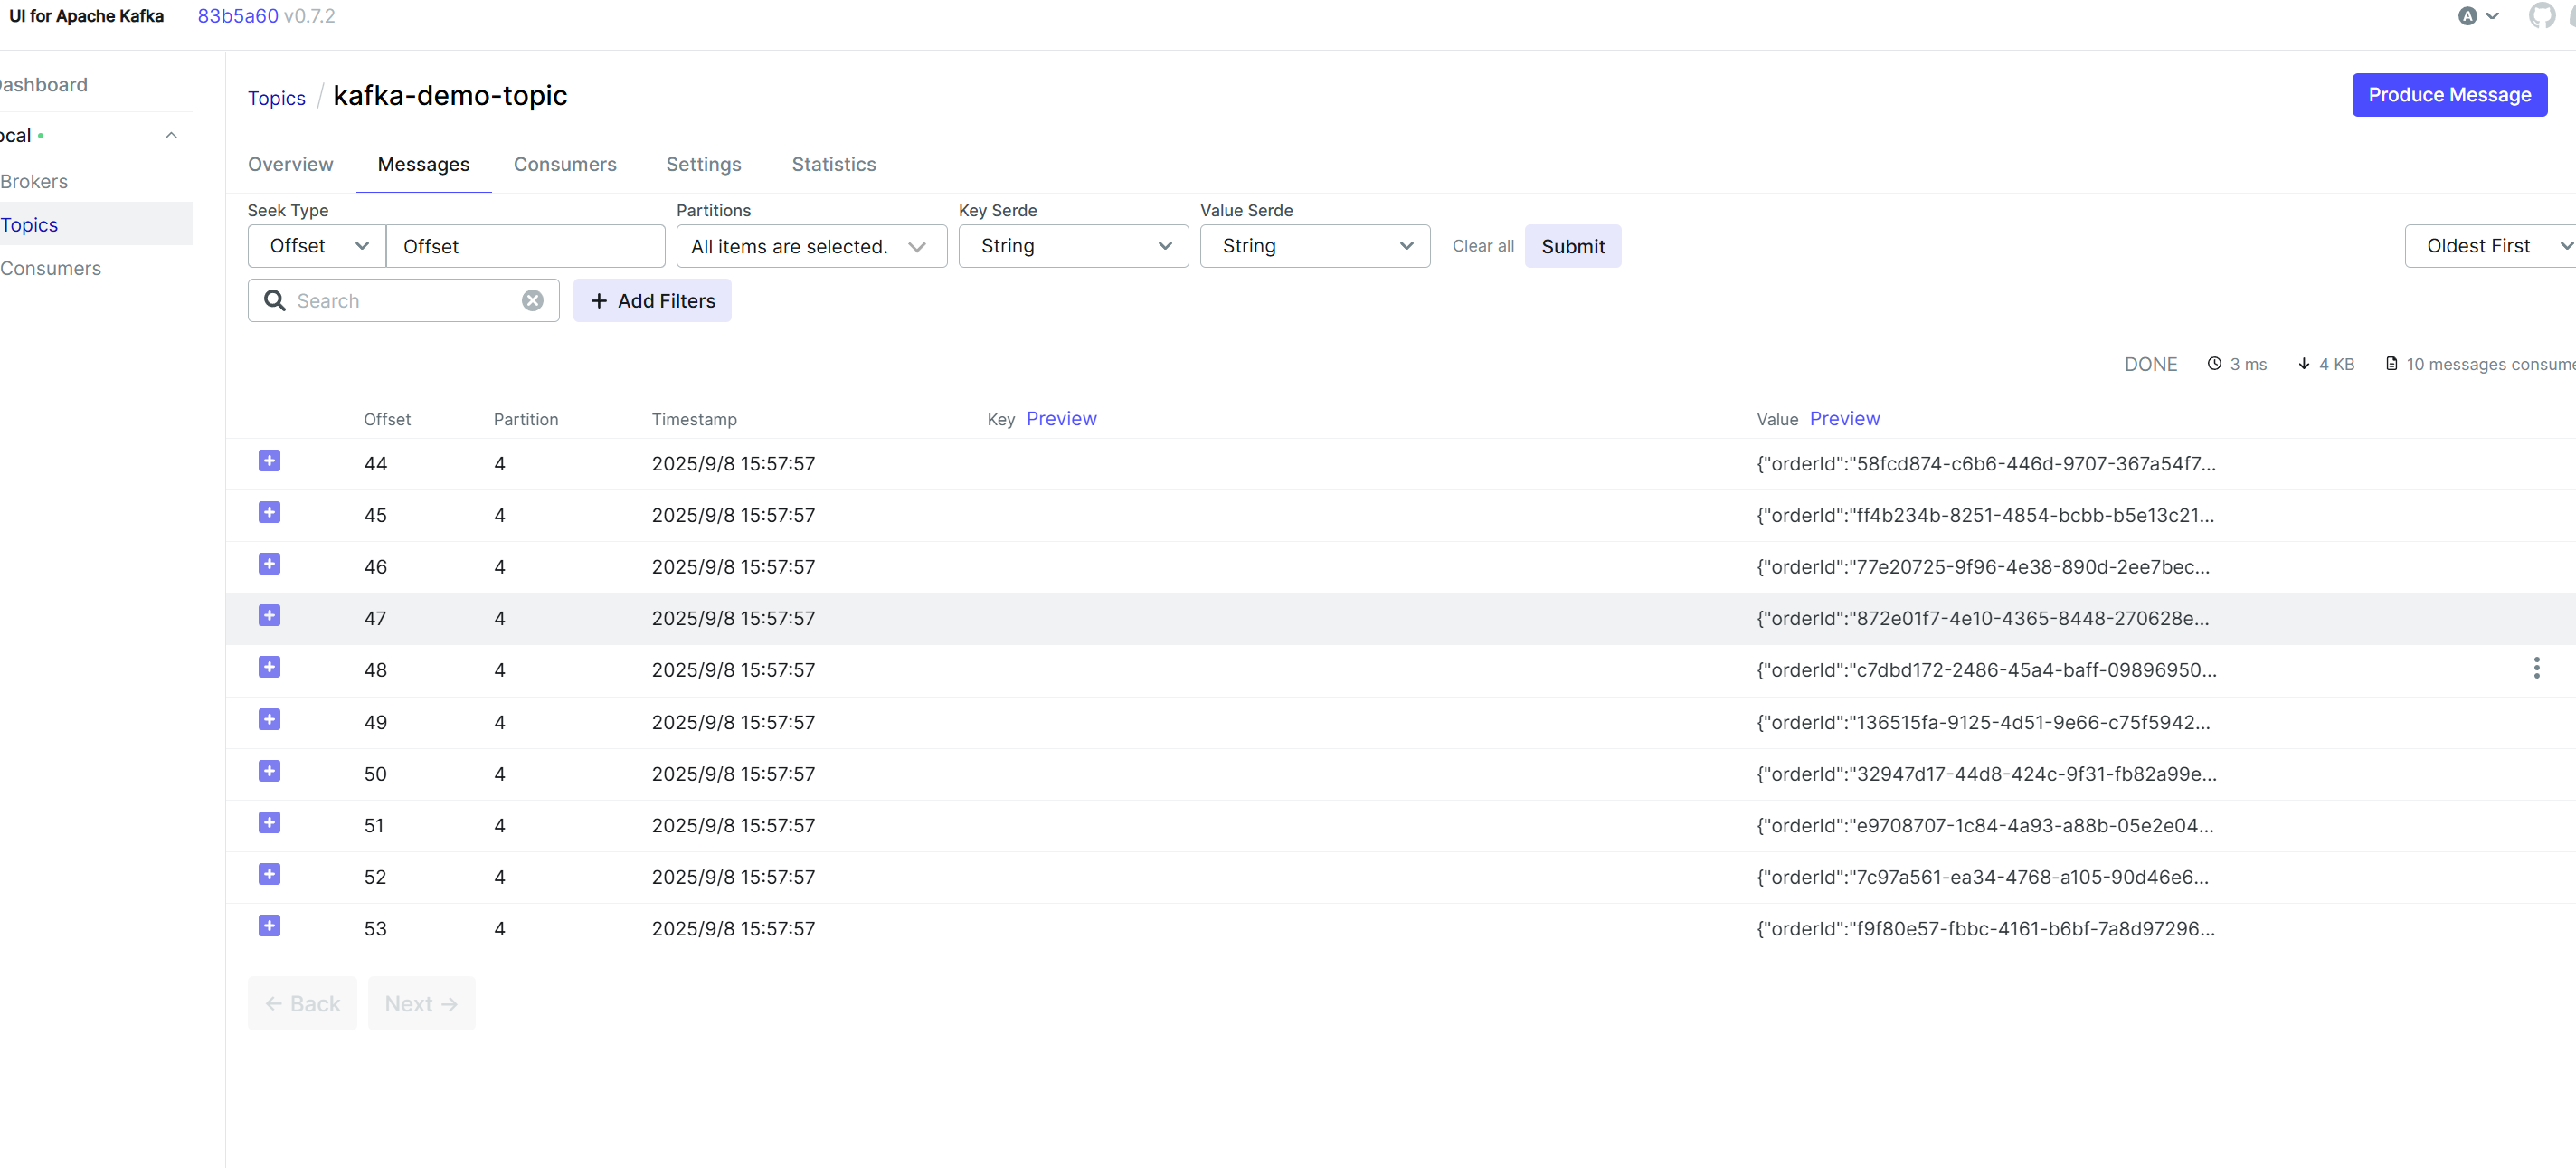 UI for Apache Kafka 83b5a60 v0.7.2 A
ashboard
ocal
Brokers
Topics
Consumers
Topics / kafka-demo-topic
Produce Message
Overview Messages Consumers Settings Statistics
Seek Type Partitions Key Serde Value Serde
Offset Offset All items are selected. String String Clear all Submit Oldest First
Search + Add Filters
DONE 3 ms 4 KB 10 messages consume
Offset Partition Timestamp Key Preview Value Preview
44 4 2025/9/8 15:57:57 {"orderId":"58fcd874-c6b6-446d-9707-367a54f7...
45 4 2025/9/8 15:57:57 {"orderId":"ff4b234b-8251-4854-bcbb-b5e13c21...
46 4 2025/9/8 15:57:57 {"orderId":"77e20725-9f96-4e38-890d-2ee7bec...
47 4 2025/9/8 15:57:57 {"orderId":"872e01f7-4e10-4365-8448-270628e...
48 4 2025/9/8 15:57:57 {"orderId":"c7dbd172-2486-45a4-baff-09896950...
49 4 2025/9/8 15:57:57 {"orderId":"136515fa-9125-4d51-9e66-c75f5942...
50 4 2025/9/8 15:57:57 {"orderId":"32947d17-44d8-424c-9f31-fb82a99e...
51 4 2025/9/8 15:57:57 {"orderId":"e9708707-1c84-4a93-a88b-05e2e04...
52 4 2025/9/8 15:57:57 {"orderId":"7c97a561-ea34-4768-a105-90d46e6...
53 4 2025/9/8 15:57:57 {"orderId":"f9f80e57-fbbc-4161-b6bf-7a8d97296...
← Back Next →